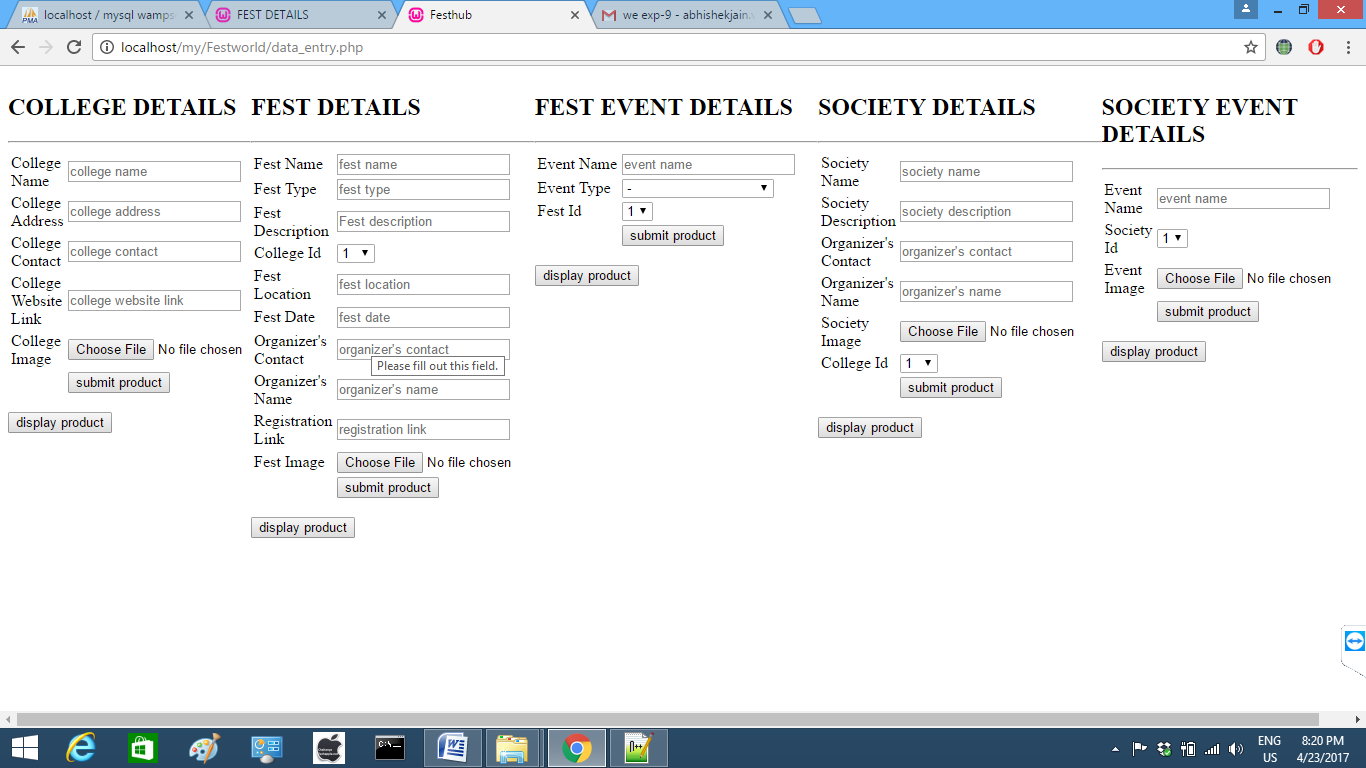 localhost / mysql wamps
FEST DETAILS
Festhub
we exp-9 - abhishekjain.
localhost/my/Festworld/data_entry.php
COLLEGE DETAILS
College
Name
college name
College
Address
college address
College
Contact
college contact
College
Website
Link
college website link
College
Image
Choose File No file chosen
submit product
display product
FEST DETAILS
Fest Name
fest name
Fest Type
fest type
Fest
Description
Fest description
College Id
1
Fest
Location
fest location
Fest Date
fest date
Organizer's
Contact
organizer's contact
Please fill out this field.
Organizer's
Name
organizer's name
Registration
Link
registration link
Fest Image
Choose File No file chosen
submit product
display product
FEST EVENT DETAILS
Event Name
event name
Event Type
-
Fest Id
1
submit product
display product
SOCIETY DETAILS
Society
Name
society name
Society
Description
society description
Organizer's
Contact
organizer's contact
Organizer's
Name
organizer's name
Society
Image
Choose File No file chosen
College Id
1
submit product
display product
SOCIETY EVENT
DETAILS
Event
Name
event name
Society
Id
1
Event
Image
Choose File No file chosen
submit product
display product
ENG
US
8:20 PM
4/23/2017